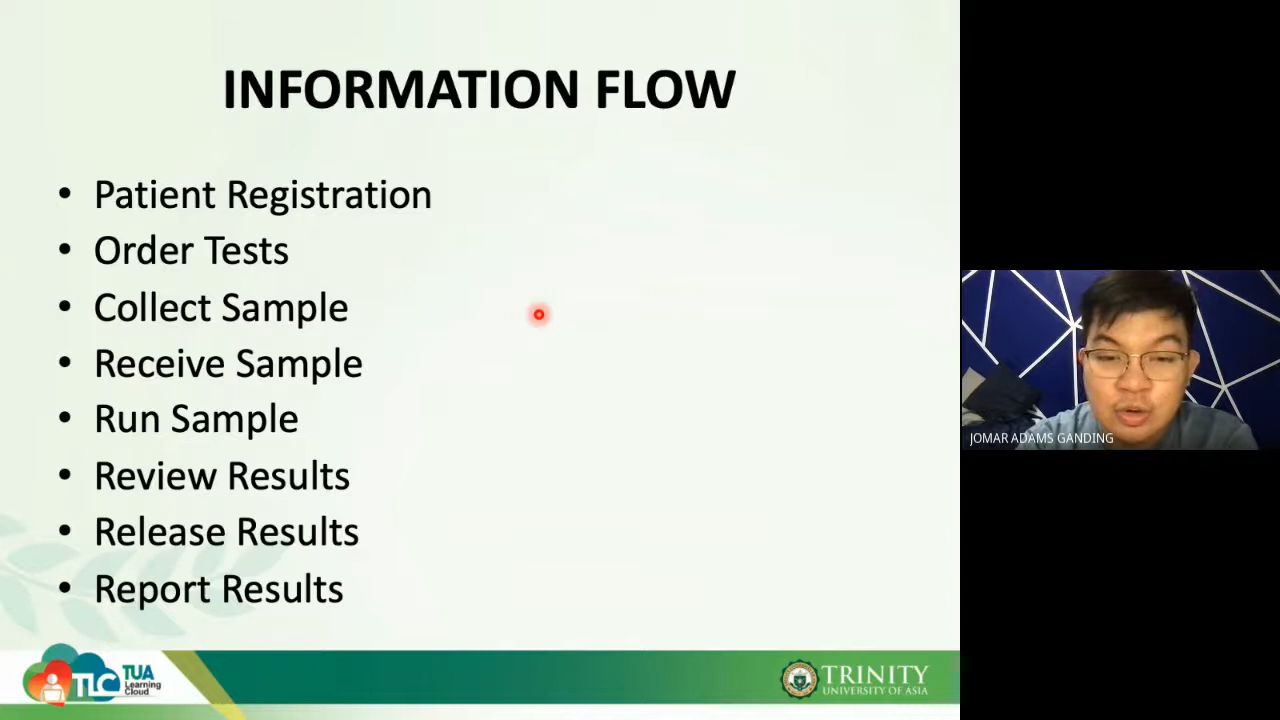 INFORMATION FLOW
• Patient Registration
• Order Tests
• Collect Sample
• Receive Sample
• Run Sample
• Review Results
• Release Results
• Report Results
JOMAR ADAMS GANDING
TLC
TUA
Learning
Cloud
TRINITY
UNIVERSITY OF ASIA